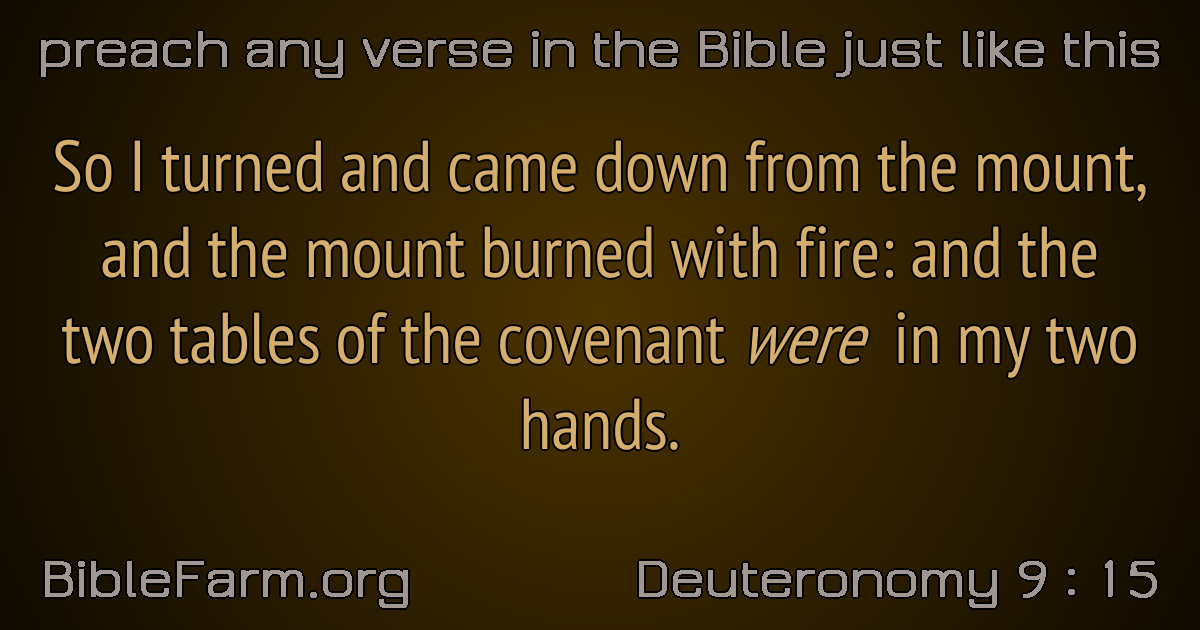 preach any verse in the Bible just like this
So I turned and came down from the mount,
and the mount burned with fire: and the
two tables of the covenant were in my two
hands.
BibleFarm.org
Deuteronomy 9 : 15